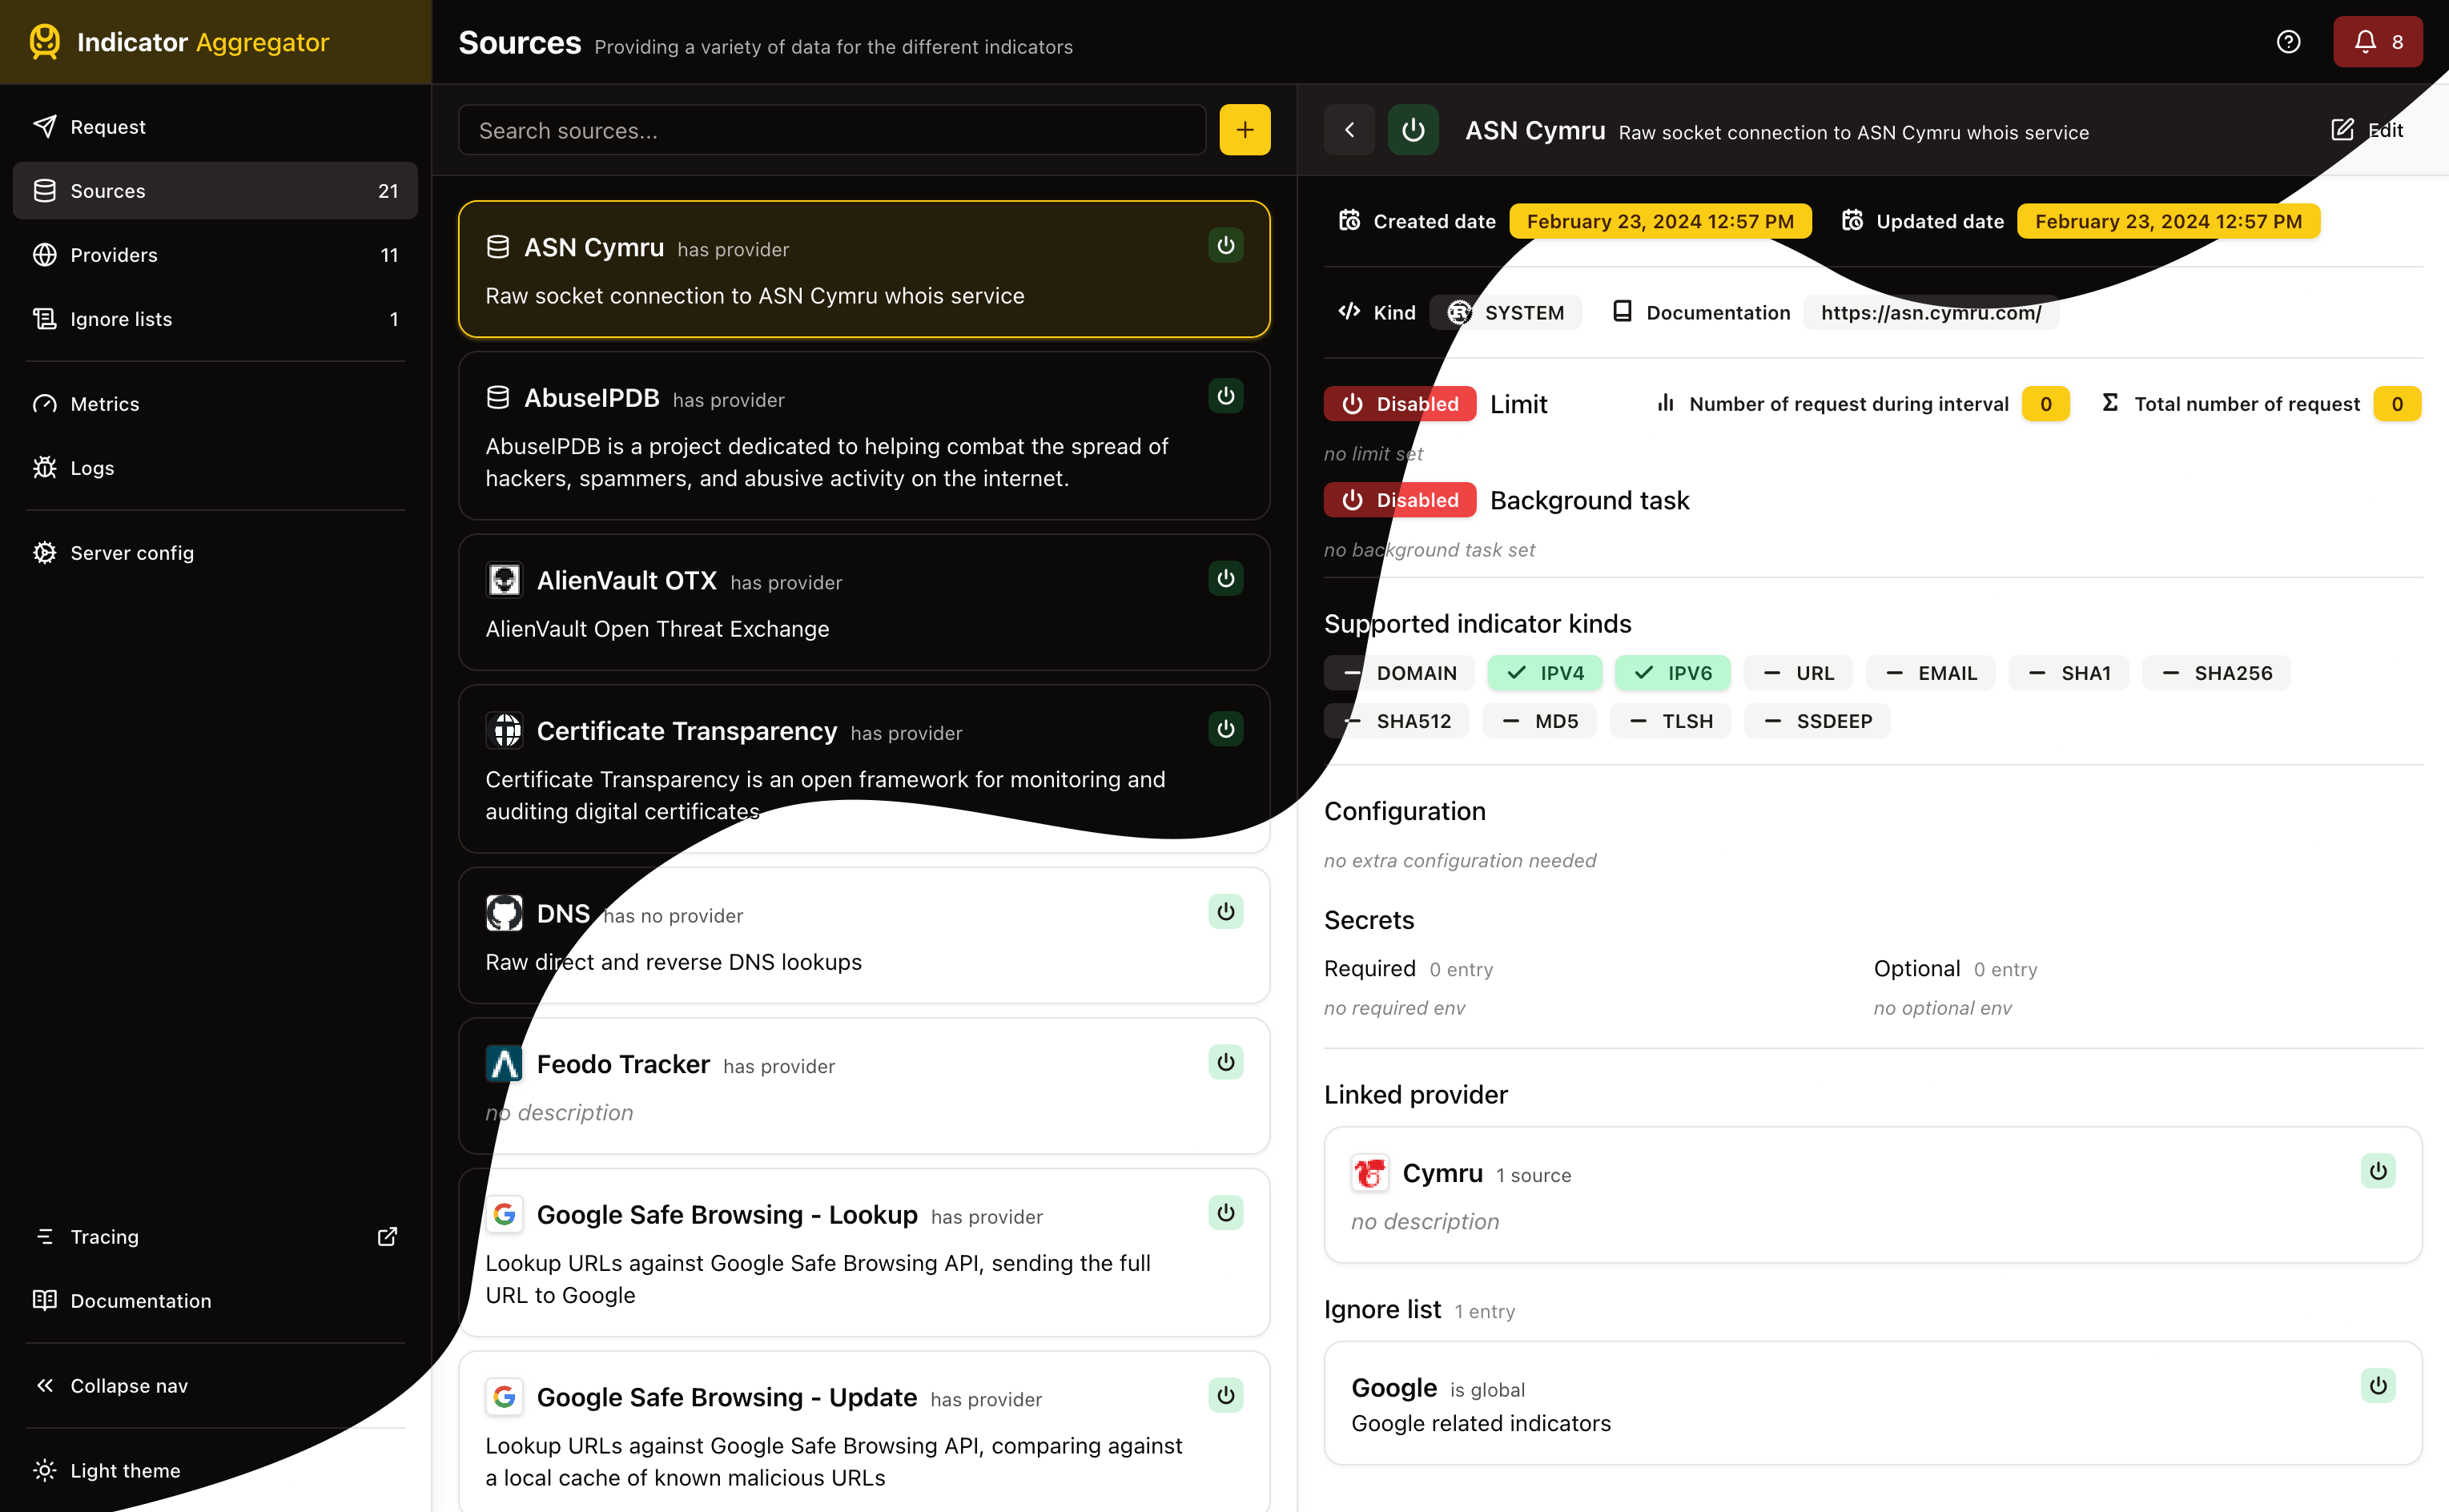 Indicator Aggregator
Request
Sources 21
Providers 11
Ignore lists 1
Metrics
Logs
Server config
Tracing
Documentation
Collapse nav
Light theme
Sources Providing a variety of data for the different indicators
8
Search sources...
ASN Cymru has provider
Raw socket connection to ASN Cymru whois service
AbuseIPDB has provider
AbuseIPDB is a project dedicated to helping combat the spread of
hackers, spammers, and abusive activity on the internet.
AlienVault OTX has provider
AlienVault Open Threat Exchange
Certificate Transparency has provider
Certificate Transparency is an open framework for monitoring and
auditing digital certificates
DNS has no provider
Raw direct and reverse DNS lookups
Feodo Tracker has provider
no description
Google Safe Browsing - Lookup has provider
Lookup URLs against Google Safe Browsing API, sending the full
URL to Google
Google Safe Browsing - Update has provider
Lookup URLs against Google Safe Browsing API, comparing against
a local cache of known malicious URLs
ASN Cymru Raw socket connection to ASN Cymru whois service Edit
Created date February 23, 2024 12:57 PM Updated date February 23, 2024 12:57 PM
Kind SYSTEM Documentation https://asn.cymru.com/
Disabled Limit Number of request during interval 0 Σ Total number of request 0
no limit set
Disabled Background task
no background task set
Supported indicator kinds
DOMAIN IPV4 IPV6 URL EMAIL SHA1 SHA256
SHA512 MD5 TLSH SSDEEP
Configuration
no extra configuration needed
Secrets
Required 0 entry Optional 0 entry
no required env no optional env
Linked provider
Cymru 1 source
no description
Ignore list 1 entry
Google is global
Google related indicators